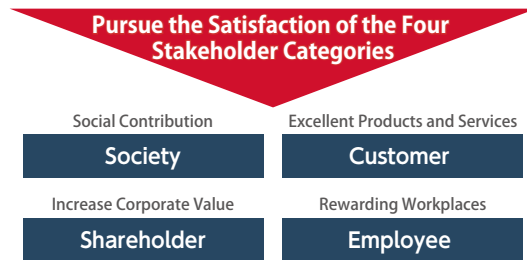 Pursue the Satisfaction of the Four
Stakeholder Categories
Social Contribution
Society
Excellent Products and Services
Customer
Increase Corporate Value
Shareholder
Rewarding Workplaces
Employee